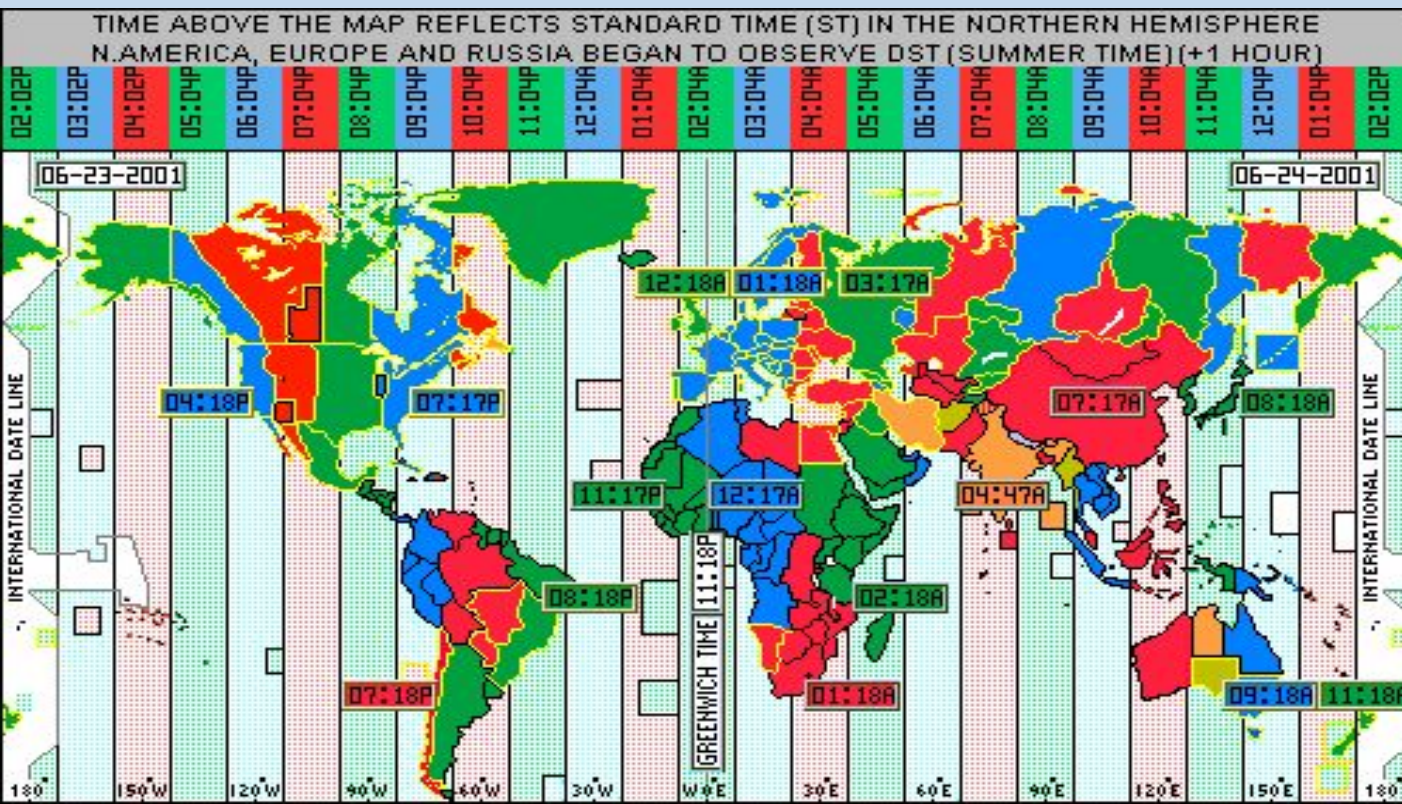 TIME ABOVE THE MAP REFLECTS STANDARD TIME (ST) IN THE NORTHERN HEMISPHERE
N.AMERICA, EUROPE AND RUSSIA BEGAN TO OBSERVE DST (SUMMER TIME)(+1 HOUR)
02:02P 03:02P 04:02P 05:04P 06:04P 07:04P 08:04P 09:04P 10:04P 11:04P 12:04A 01:04A 02:04A 03:04A 04:04A 05:04A 06:04A 07:04A 08:04A 09:04A 10:04A 11:04A 12:04P 01:04P 02:02P
06-23-2001 06-24-2001
12:18A 01:18A 03:17A
04:18P 07:17P 07:17A 08:18A
INTERNATIONAL DATE LINE
INTERNATIONAL DATE LINE
11:17P 12:17A 04:47A
GREENWICH TIME 11:18P
08:18P 02:18A
07:18P 01:18A 09:18A 11:18A
180° 150°W 120°W 90°W 60°W 30°W W0°E 30°E 60°E 90°E 120°E 150°E 180°